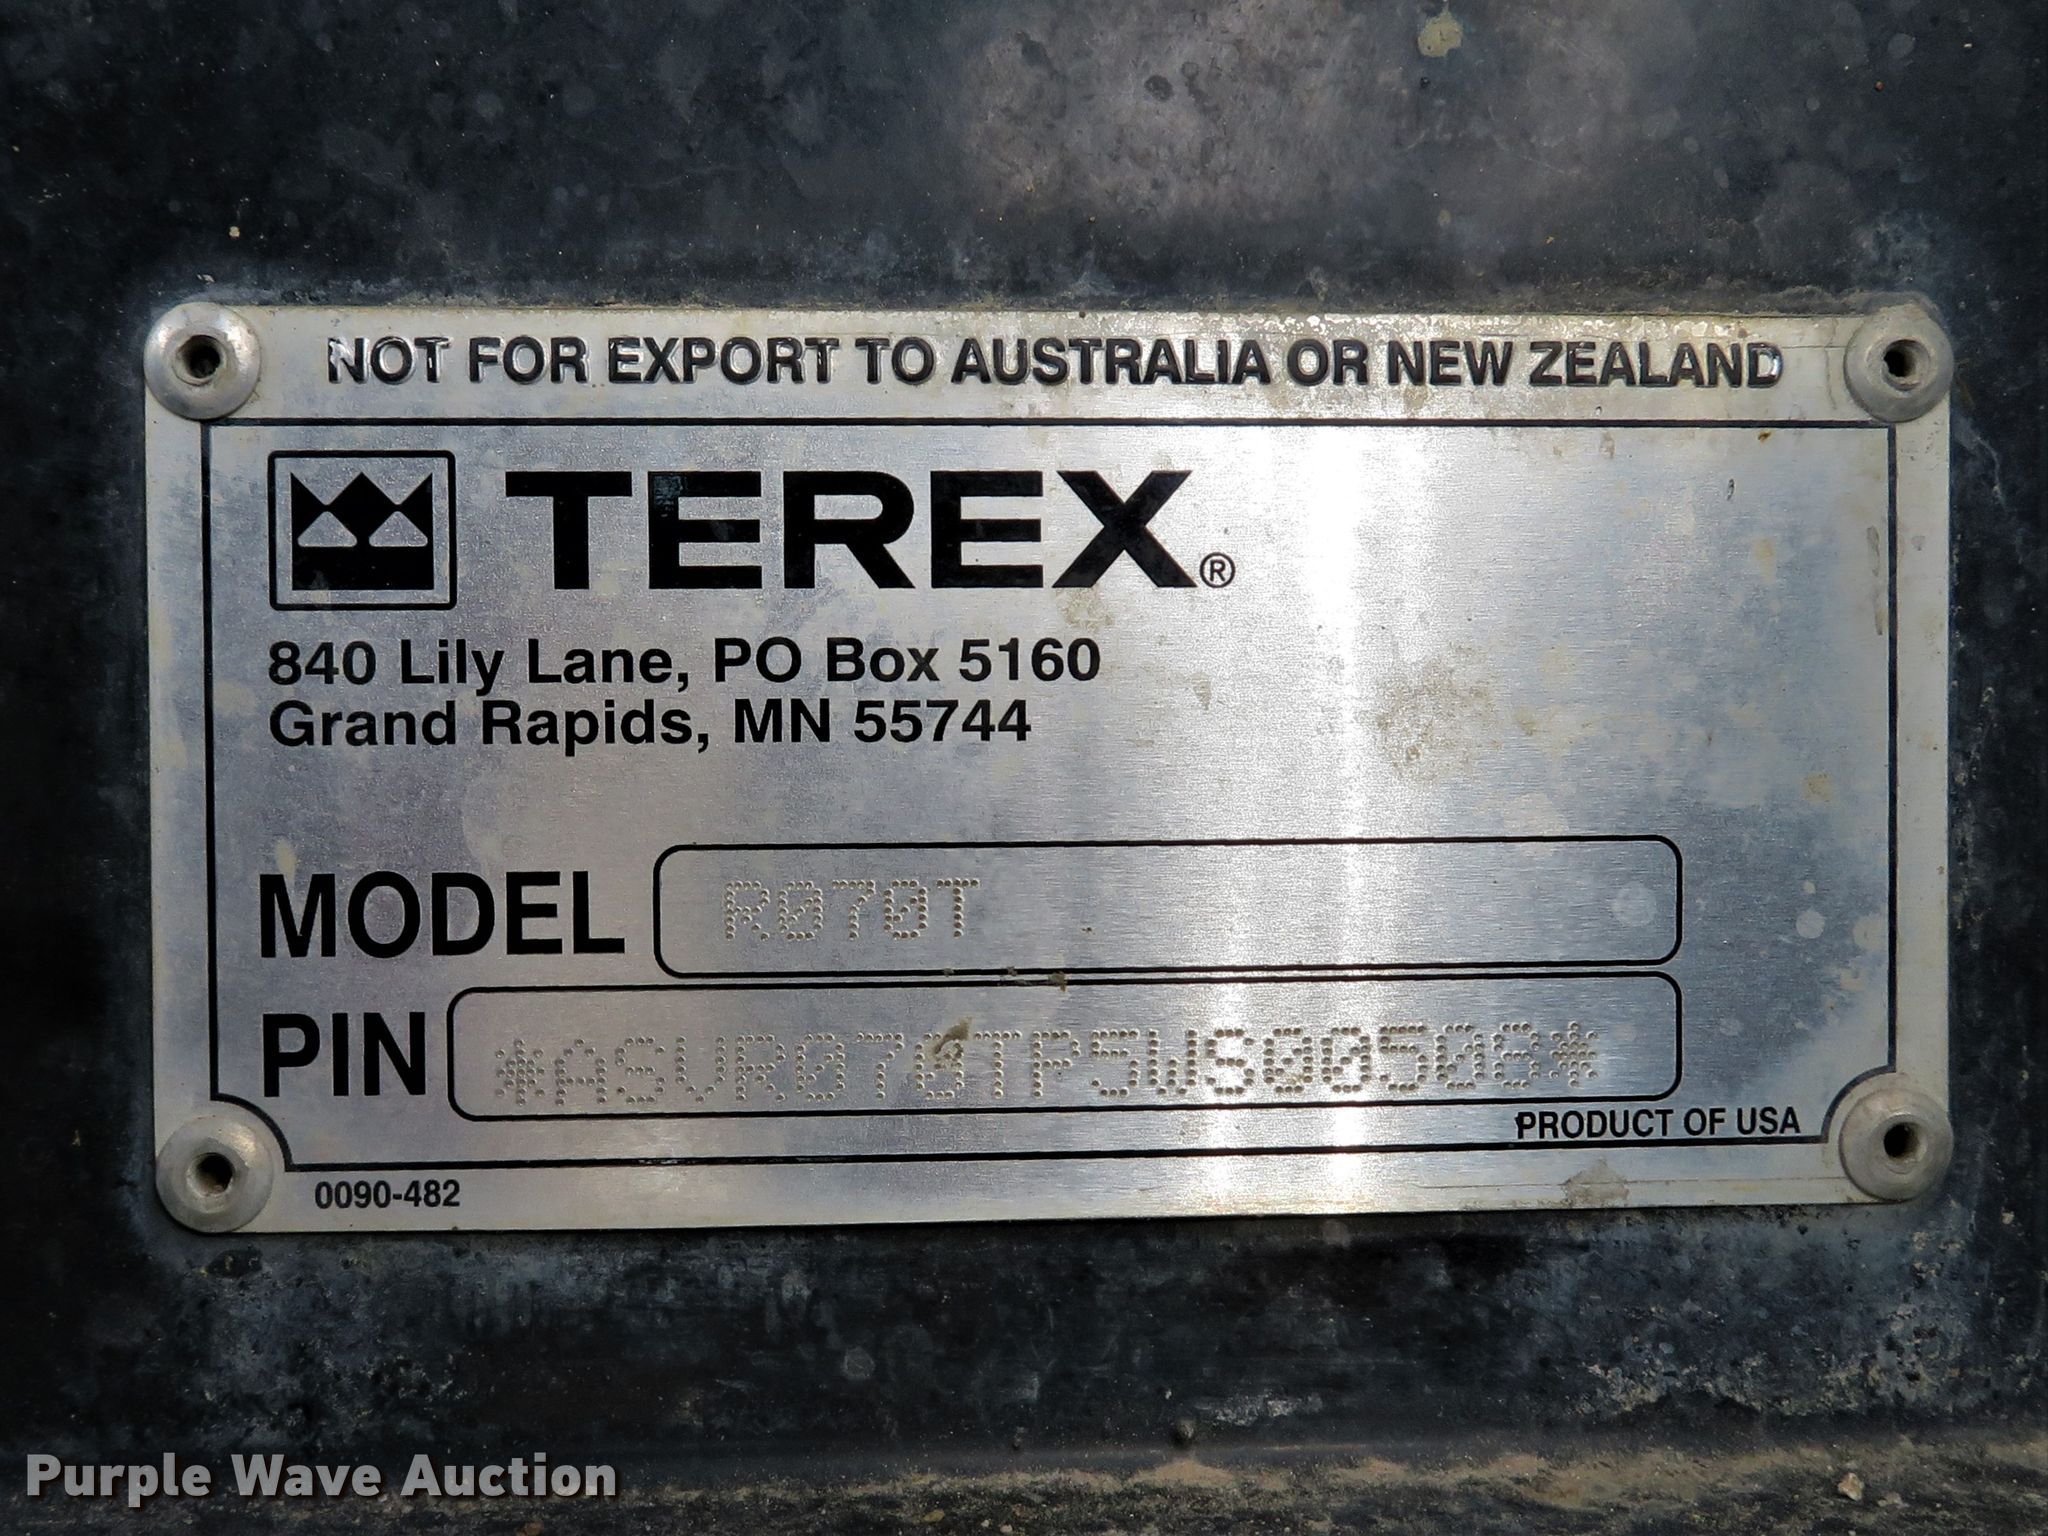 NOT FOR EXPORT TO AUSTRALIA OR NEW ZEALAND
TEREX®
840 Lily Lane, PO Box 5160
Grand Rapids, MN 55744
MODEL R070T
PIN *ASVR070TPSWS00508*
PRODUCT OF USA
0090-482
Purple Wave Auction